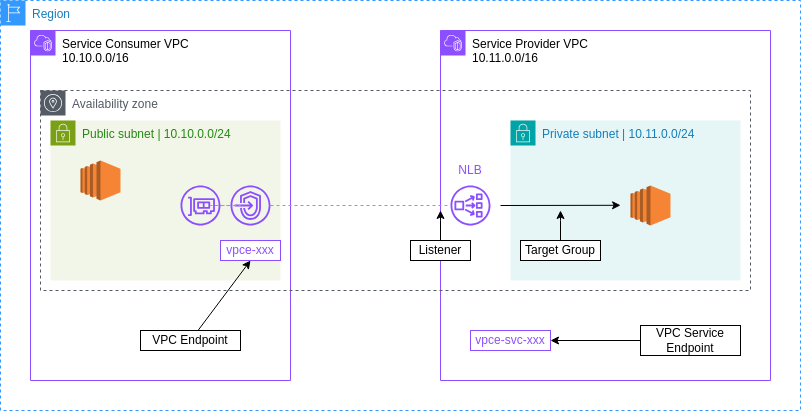 Region
Service Consumer VPC
10.10.0.0/16
Service Provider VPC
10.11.0.0/16
Availability zone
Public subnet | 10.10.0.0/24
Private subnet | 10.11.0.0/24
NLB
vpce-xxx
Listener
Target Group
VPC Endpoint
vpce-svc-xxx
VPC Service
Endpoint